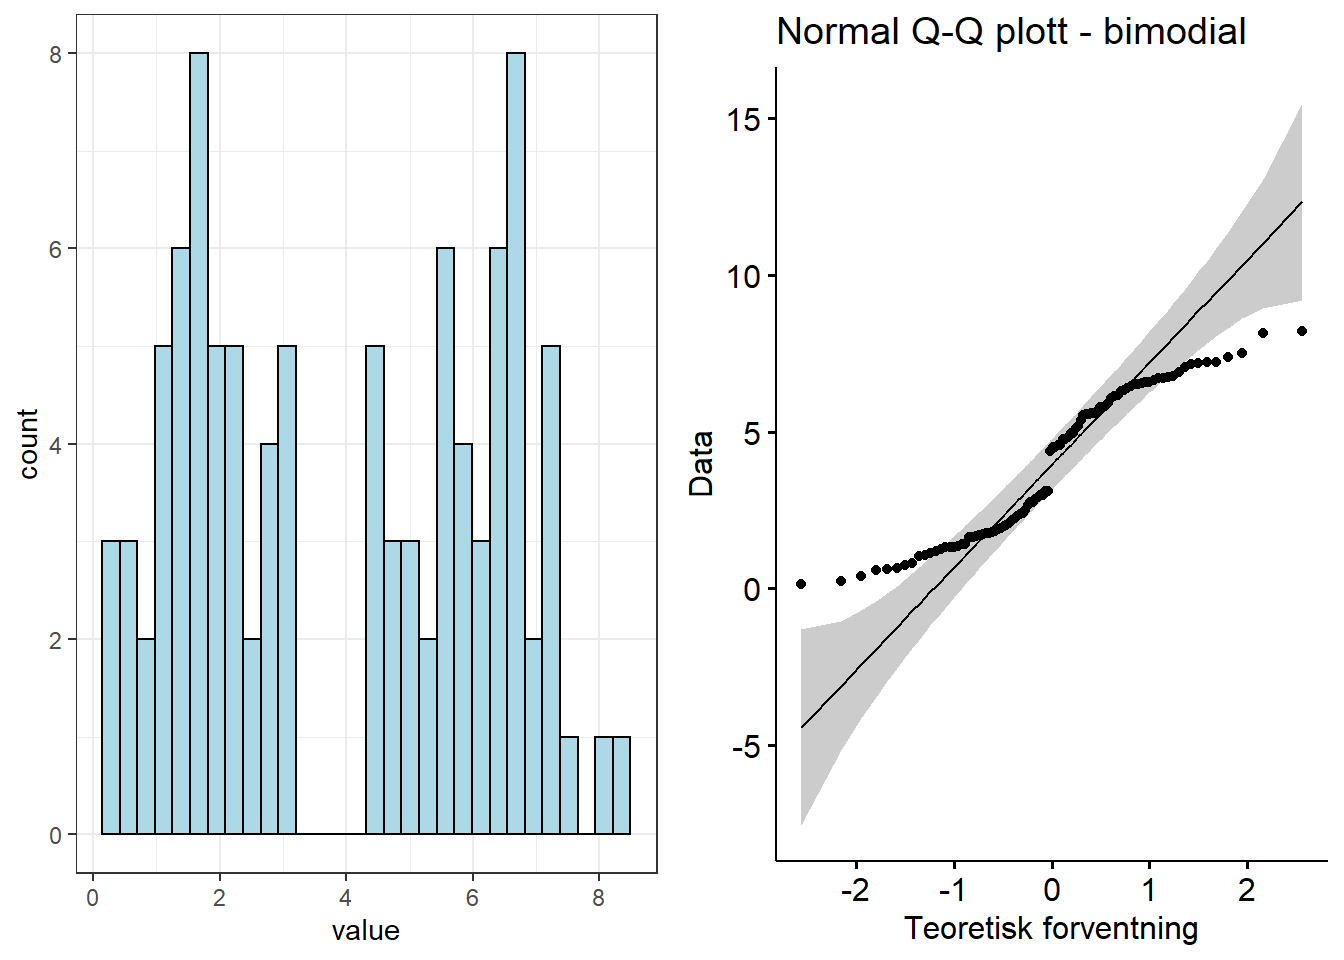 8
6
4
2
0
count
0 2 4 6 8
value
Normal Q-Q plott - bimodial
15
10
5
0
-5
Data
-2 -1 0 1 2
Teoretisk forventning